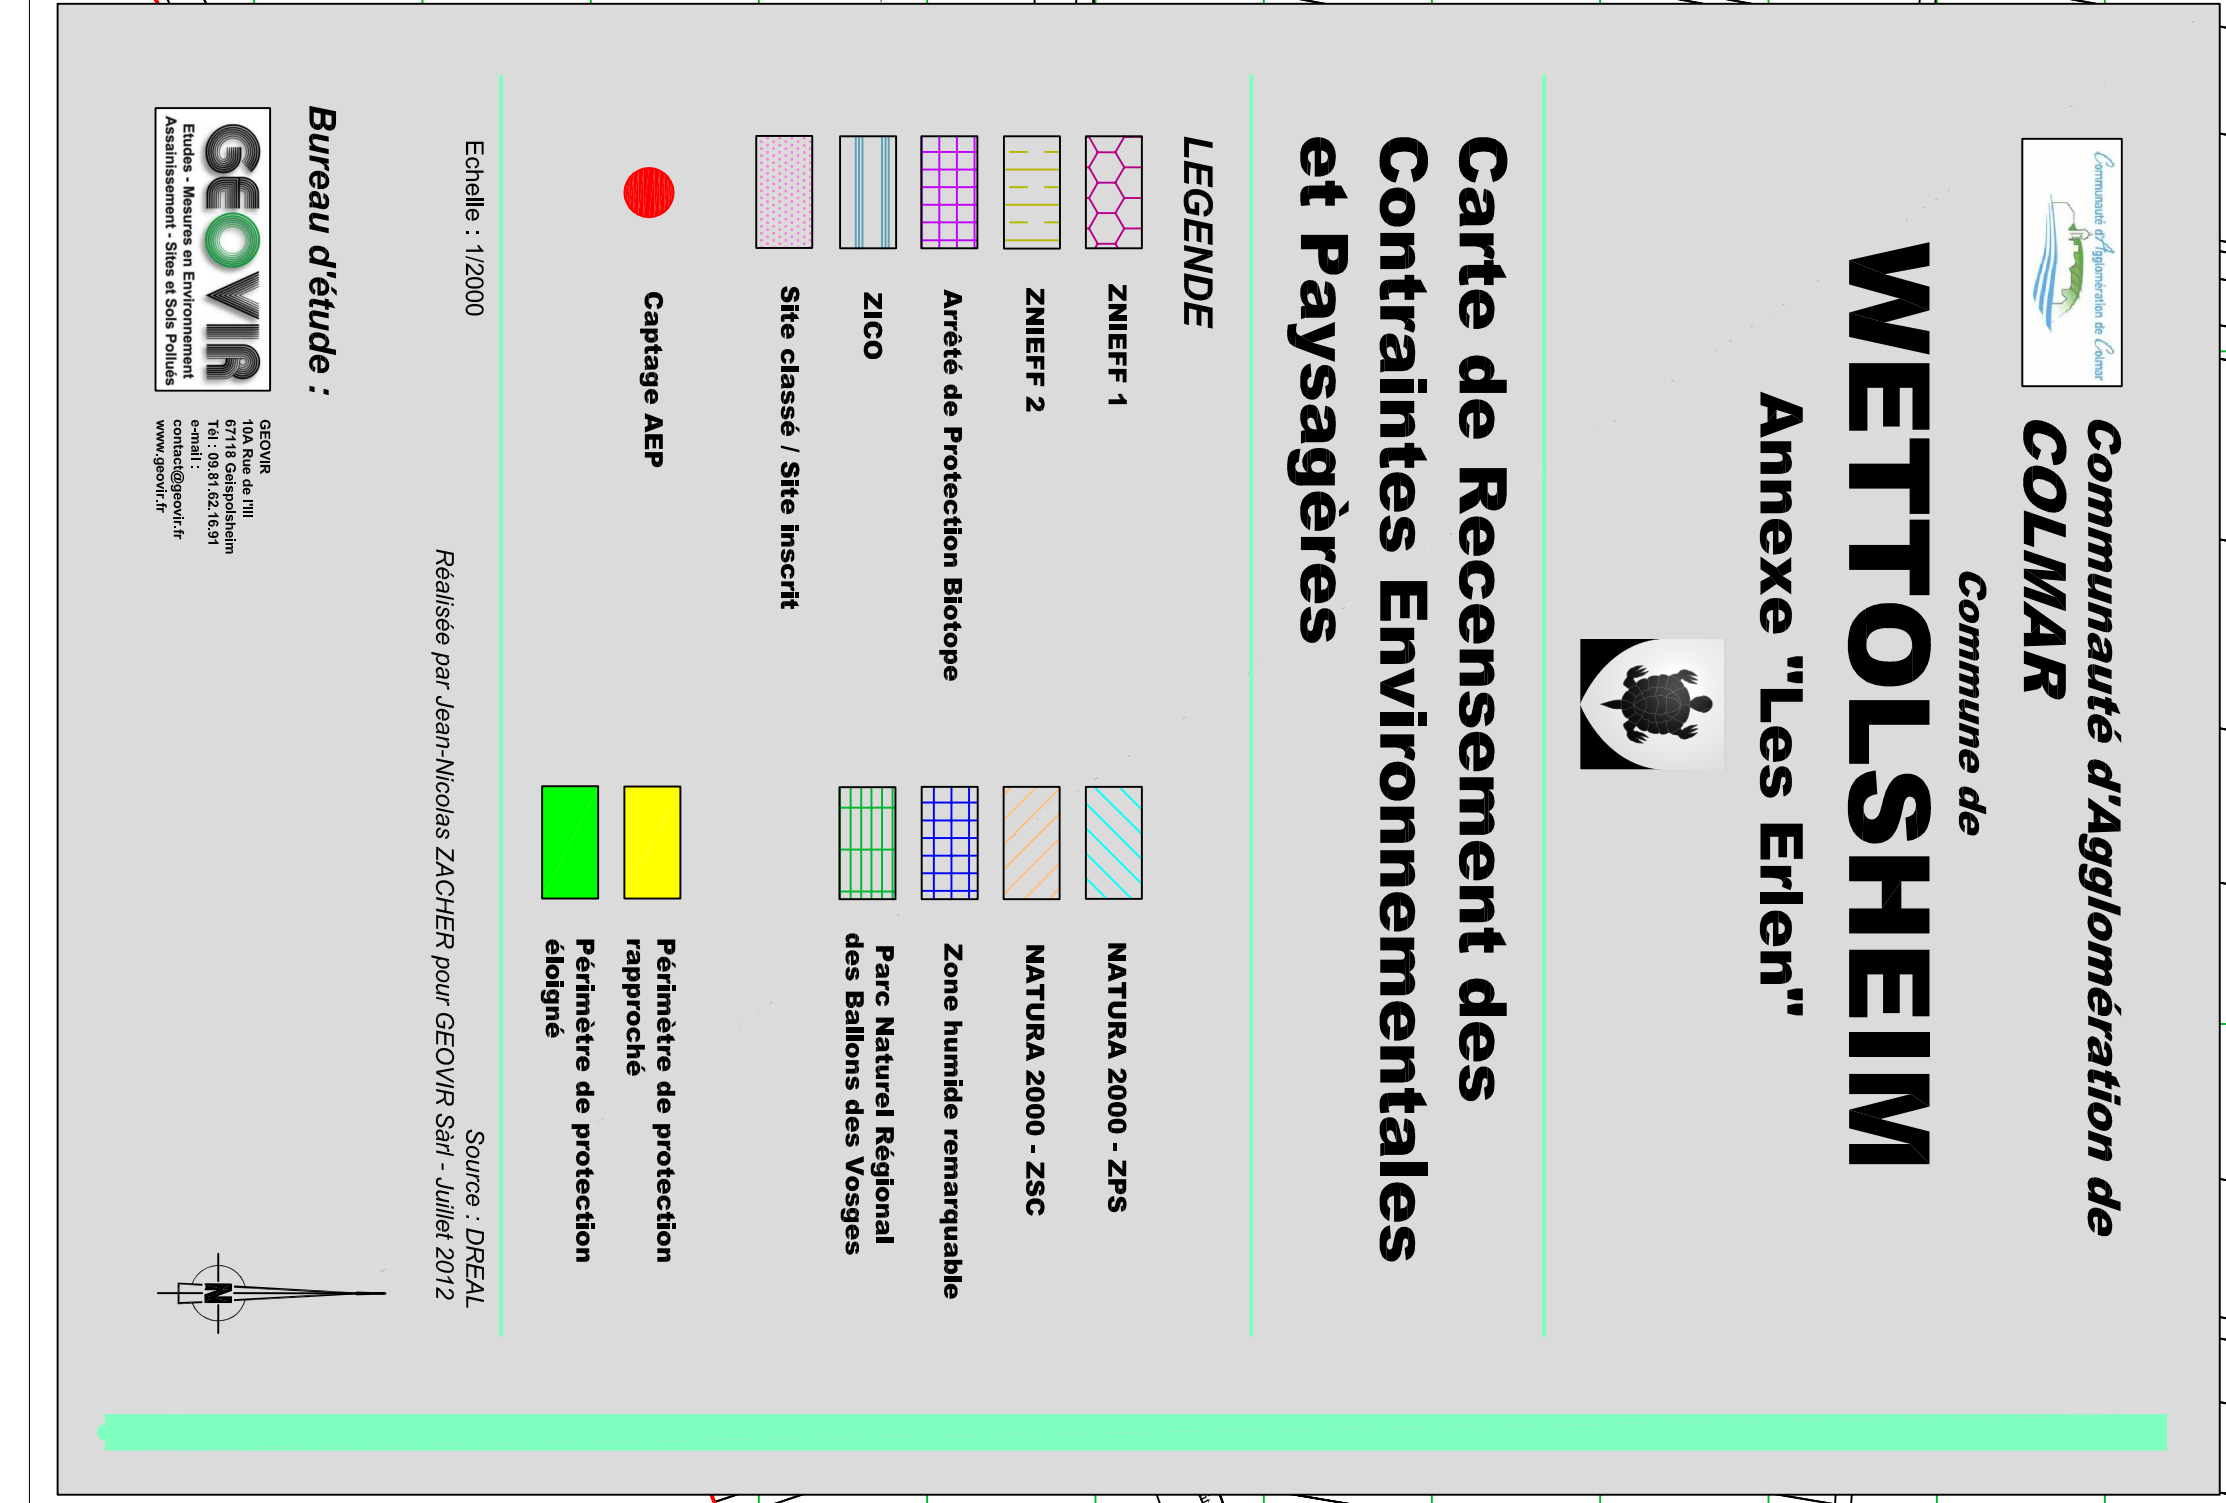 Communauté d'Agglomération de Colmar
Communauté d'Agglomération de
COLMAR
Commune de
WETTOLSHEIM
Annexe "Les Erlen"
Carte de Recensement des
Contraintes Environnementales
et Paysagères
LEGENDE
ZNIEFF 1
ZNIEFF 2
Arrêté de Protection Biotope
ZICO
Site classé / Site inscrit
Captage AEP
NATURA 2000 - ZPS
NATURA 2000 - ZSC
Zone humide remarquable
Parc Naturel Régional
des Ballons des Vosges
Périmètre de protection
rapproché
Périmètre de protection
éloigné
Echelle : 1/2000
Source : DREAL
Réalisée par Jean-Nicolas ZACHER pour GEOVIR Sàrl - Juillet 2012
Bureau d'étude :
GEOVIR
Etudes - Mesures en Environnement
Assainissement - Sites et Sols Pollués
GEOVIR
10A Rue de l'Ill
67118 Geispolsheim
Tél : 09.81.62.16.91
e-mail :
contact@geovir.fr
www.geovir.fr
N